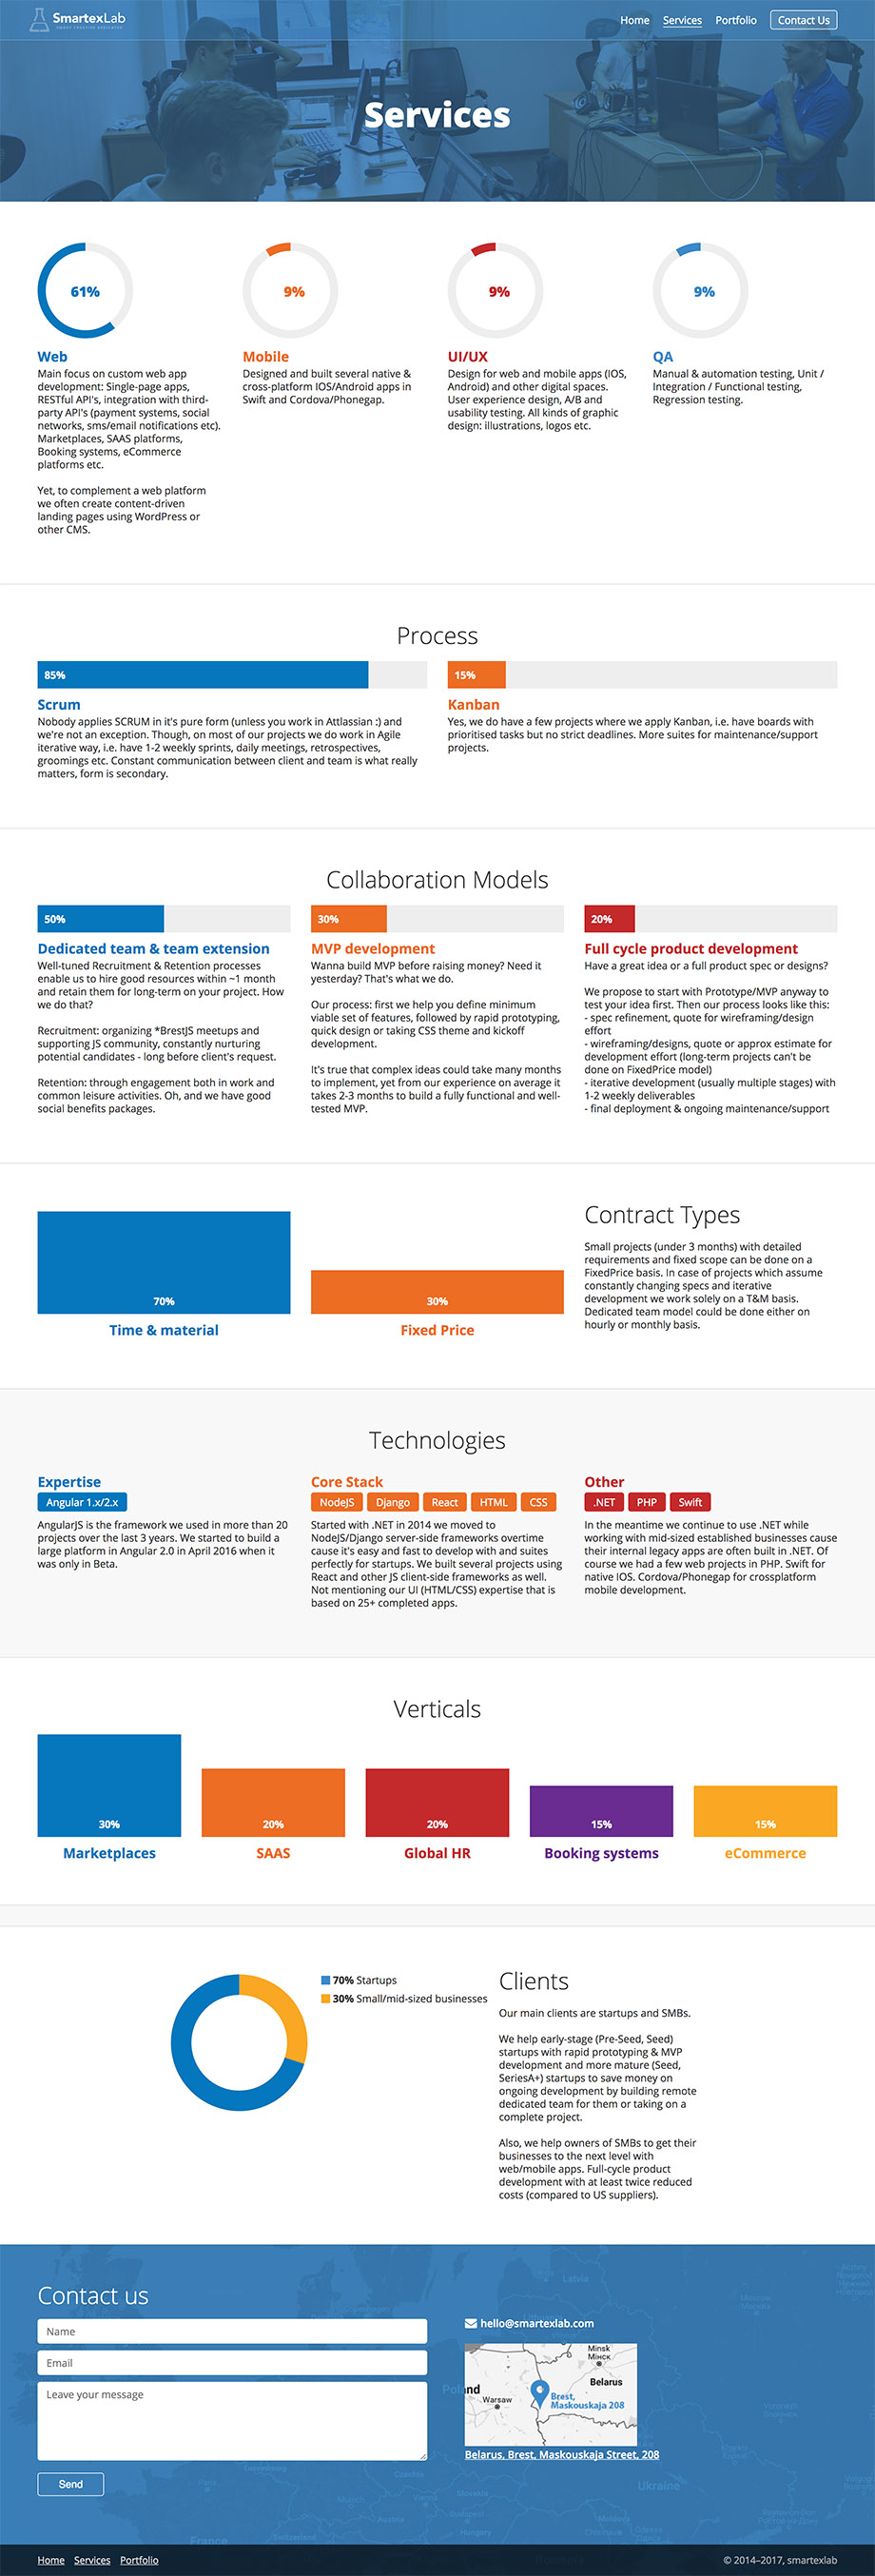 SmartexLab
Home Services Portfolio Contact Us
Services
61%
Web
Main focus on custom web app
development: Single-page apps,
RESTful API's, integration with third-
party API's (payment systems, social
networks, sms/email notifications etc).
Marketplaces, SAAS platforms,
Booking systems, eCommerce
platforms etc.
Yet, to complement a web platform
we often create content-driven
landing pages using WordPress or
other CMS.
9%
Mobile
Designed and built several native &
cross-platform IOS/Android apps in
Swift and Cordova/Phonegap.
9%
UI/UX
Design for web and mobile apps (IOS,
Android) and other digital spaces.
User experience design, A/B and
usability testing. All kinds of graphic
design: illustrations, logos etc.
9%
QA
Manual & automation testing, Unit /
Integration / Functional testing,
Regression testing.
Process
85%
Scrum
Nobody applies SCRUM in it's pure form (unless you work in Attlassian :) and
we're not an exception. Though, on most of our projects we do work in Agile
iterative way, i.e. have 1-2 weekly sprints, daily meetings, retrospectives,
groomings etc. Constant communication between client and team is what really
matters, form is secondary.
15%
Kanban
Yes, we do have a few projects where we apply Kanban, i.e. have boards with
prioritised tasks but no strict deadlines. More suites for maintenance/support
projects.
Collaboration Models
50%
Dedicated team & team extension
Well-tuned Recruitment & Retention processes
enable us to hire good resources within ~1 month
and retain them for long-term on your project. How
we do that?
Recruitment: organizing *BrestJS meetups and
supporting JS community, constantly nurturing
potential candidates - long before client's request.
Retention: through engagement both in work and
common leisure activities. Oh, and we have good
social benefits packages.
30%
MVP development
Wanna build MVP before raising money? Need it
yesterday? That's what we do.
Our process: first we help you define minimum
viable set of features, followed by rapid prototyping,
quick design or taking CSS theme and kickoff
development.
It's true that complex ideas could take many months
to implement, yet from our experience on average it
takes 2-3 months to build a fully functional and well-
tested MVP.
20%
Full cycle product development
Have a great idea or a full product spec or designs?
We propose to start with Prototype/MVP anyway to
test your idea first. Then our process looks like this:
- spec refinement, quote for wireframing/design
effort
- wireframing/designs, quote or approx estimate for
development effort (long-term projects can't be
done on FixedPrice model)
- iterative development (usually multiple stages) with
1-2 weekly deliverables
- final deployment & ongoing maintenance/support
70%
Time & material
30%
Fixed Price
Contract Types
Small projects (under 3 months) with detailed
requirements and fixed scope can be done on a
FixedPrice basis. In case of projects which assume
constantly changing specs and iterative
development we work solely on a T&M basis.
Dedicated team model could be done either on
hourly or monthly basis.
Technologies
Expertise
Angular 1.x/2.x
AngularJS is the framework we used in more than 20
projects over the last 3 years. We started to build a
large platform in Angular 2.0 in April 2016 when it
was only in Beta.
Core Stack
NodeJS Django React HTML CSS
Started with .NET in 2014 we moved to
NodeJS/Django server-side frameworks overtime
cause it's easy and fast to develop with and suites
perfectly for startups. We built several projects using
React and other JS client-side frameworks as well.
Not mentioning our UI (HTML/CSS) expertise that is
based on 25+ completed apps.
Other
.NET PHP Swift
In the meantime we continue to use .NET while
working with mid-sized established businesses cause
their internal legacy apps are often built in .NET. Of
course we had a few web projects in PHP. Swift for
native IOS. Cordova/Phonegap for crossplatform
mobile development.
Verticals
30%
Marketplaces
20%
SAAS
20%
Global HR
15%
Booking systems
15%
eCommerce
70% Startups
30% Small/mid-sized businesses
Clients
Our main clients are startups and SMBs.
We help early-stage (Pre-Seed, Seed)
startups with rapid prototyping & MVP
development and more mature (Seed,
SeriesA+) startups to save money on
ongoing development by building remote
dedicated team for them or taking on a
complete project.
Also, we help owners of SMBs to get their
businesses to the next level with
web/mobile apps. Full-cycle product
development with at least twice reduced
costs (compared to US suppliers).
Contact us
Name
Email
Leave your message
Send
hello@smartexlab.com
Latvia
Minsk
Мінск
Belarus
Poland
Warsaw
Brest,
Maskouskaja 208
Belarus, Brest, Maskouskaja Street, 208
Ukraine
France
Home Services Portfolio
© 2014–2017, smartexlab